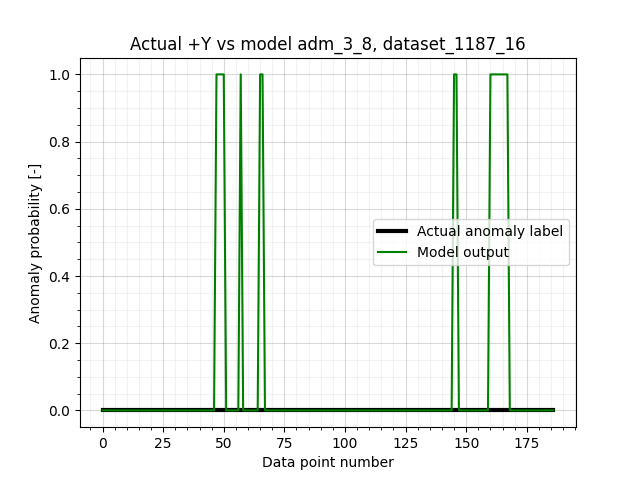 Actual +Y vs model adm_3_8, dataset_1187_16
1.0
0.8
0.6
0.4
0.2
0.0
Anomaly probability [-]
Actual anomaly label
Model output
0 25 50 75 100 125 150 175
Data point number